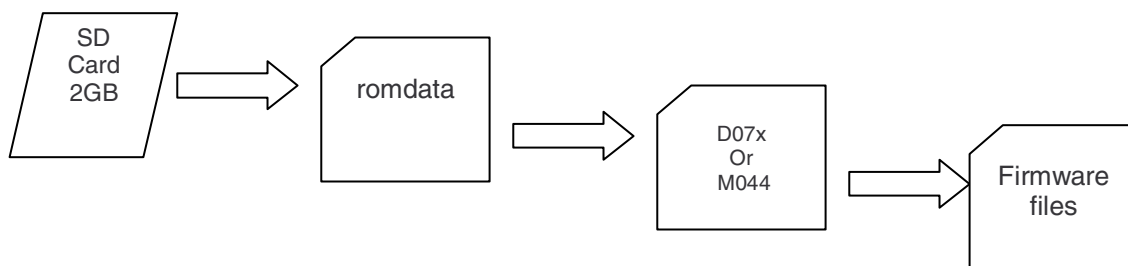 SD
Card
2GB
romdata
D07x
Or
M044
Firmware
files